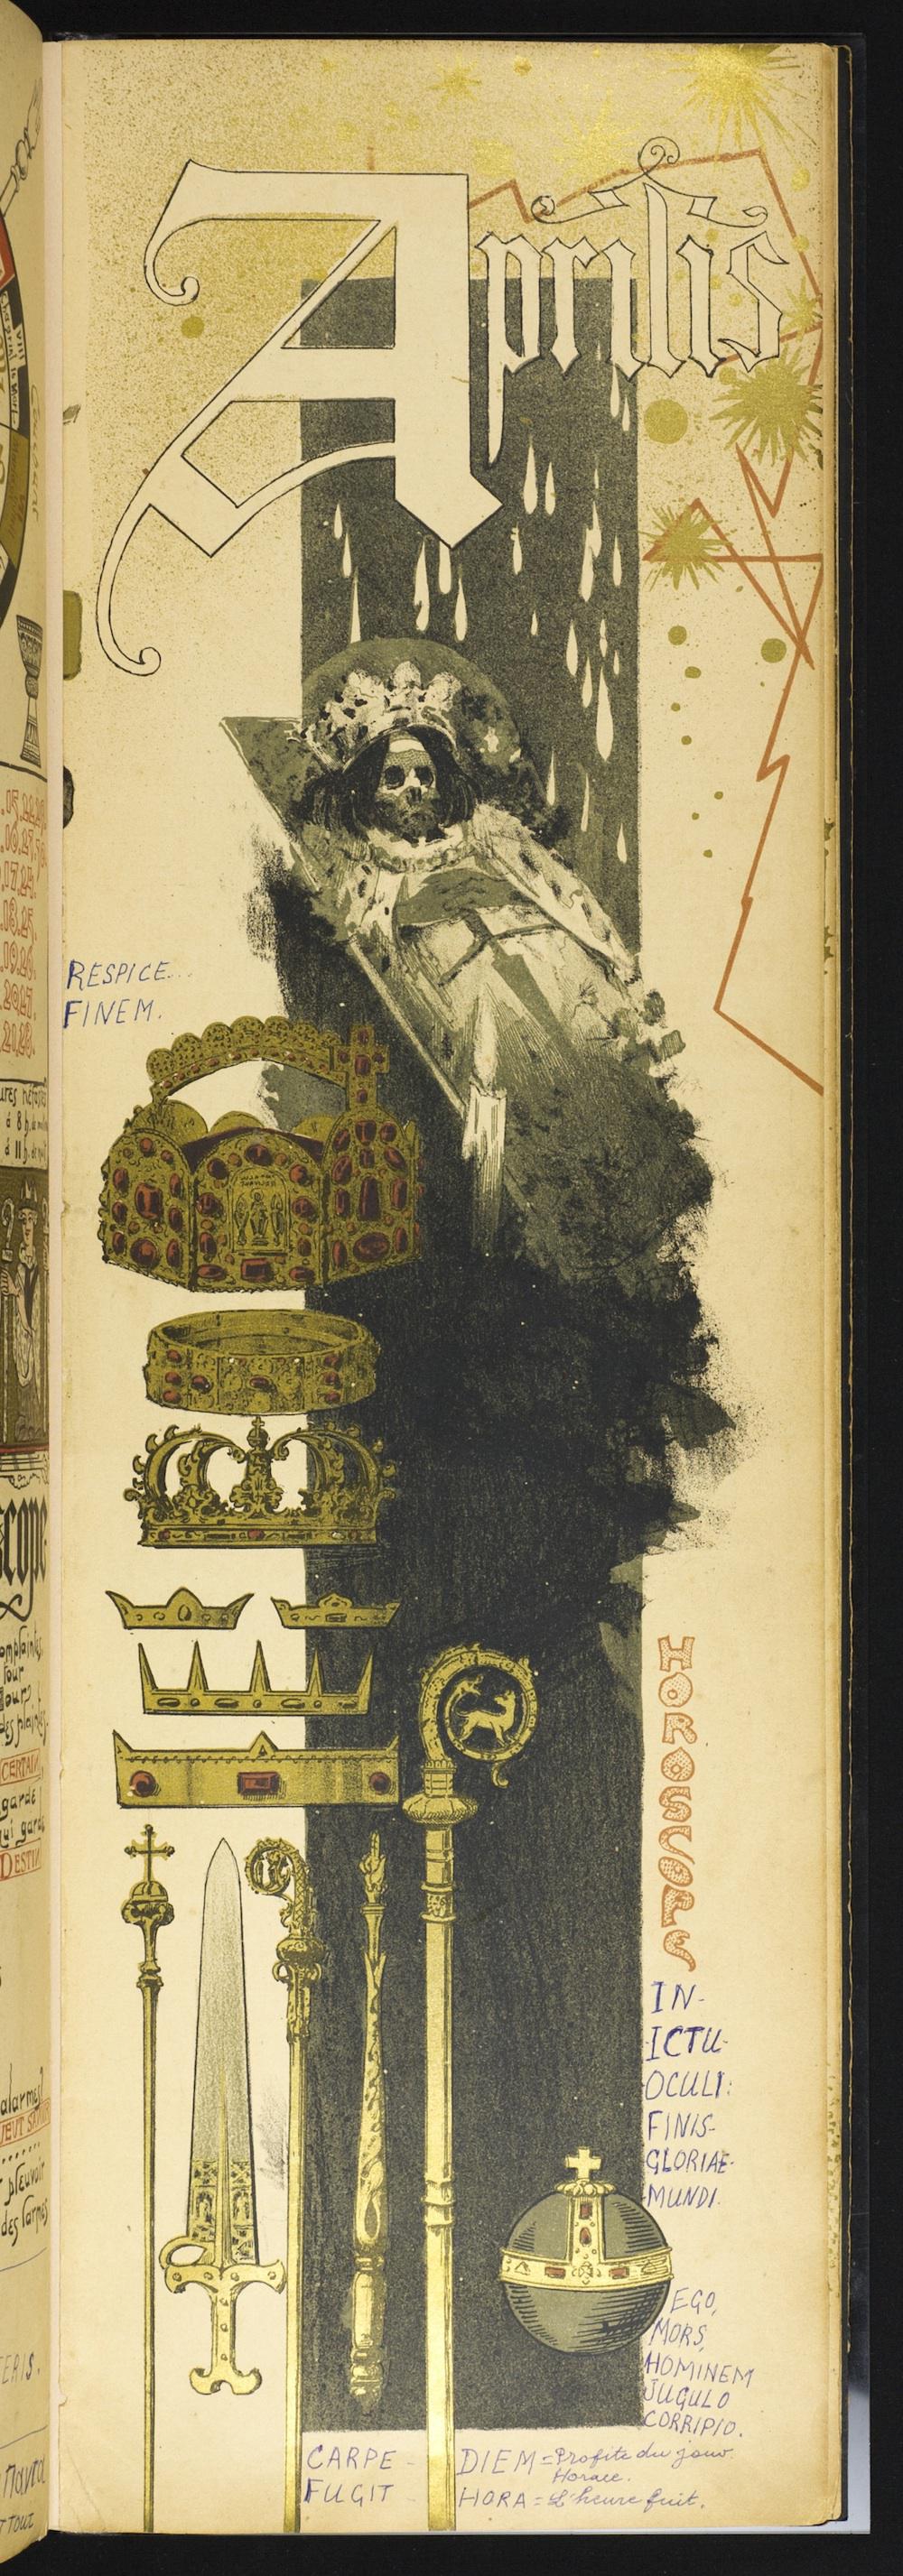 Aprilis
RESPICE...
FINEM.
HOROSCOPE
IN-
ICTU-
OCULI:
FINIS-
GLORIAE-
MUNDI.
EGO,
MORS,
HOMINEM
JUGULO
CORRIPIO.
CARPE - DIEM = Profite du jour.
Horace.
FUGIT - HORA = L'heure fuit.